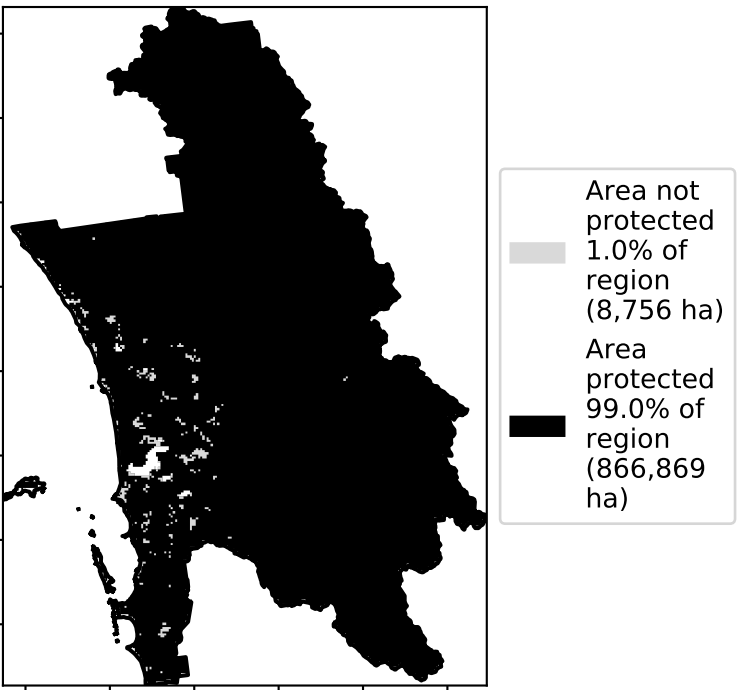 Area not
protected
1.0% of
region
(8,756 ha)
Area
protected
99.0% of
region
(866,869
ha)